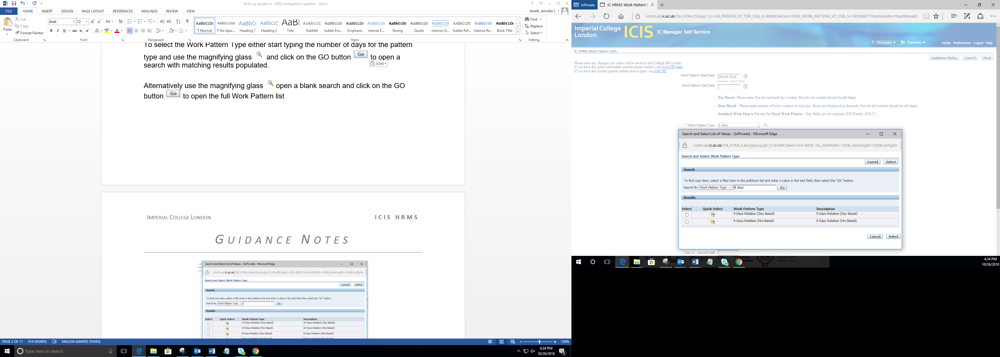 Write up guidance - MSS workpattern updates - Word
Jarrett, Jennifer L
FILE HOME INSERT DESIGN PAGE LAYOUT REFERENCES MAILINGS REVIEW VIEW
Paste
Cut
Copy
Format Painter
Clipboard
Arial 12
Font
Paragraph
AaBbCcDc AaBbCcDdE AaBbC( AaBbCcE AaBl AaBbCcD AaBbCcDc AaBbCcDc AaBbCcDc AaBbCcDc AaBbCcDc AaBbCcDc AaBbCcDc AaBbCcDc AaBbCcDc
¶ Normal ¶ No Spac... Heading 1 Heading 2 Title Subtitle Subtle Em... Emphasis Intense E... Strong Quote Intense Q... Subtle Ref... Intense Re... Book Title
Styles
Find
Replace
Select
Editing
To select the Work Pattern Type either start typing the number of days for the pattern
type and use the magnifying glass and click on the GO button Go to open a
(Ctrl)
search with matching results populated.
Alternatively use the magnifying glass open a blank search and click on the GO
button Go to open the full Work Pattern list
IMPERIAL COLLEGE LONDON ICIS HRMS
GUIDANCE NOTES
Search and Select List of Values - [InPrivate] - Microsoft Edge
icistrn.ad.ic.ac.uk/OA_HTML/cabo/jsps/a.jsp?_t=fredRC&enc=ISO-8859-1&_minWidth=750&_minHeight=550&configNa
Search and Select: Work Pattern Type
Cancel Select
Search
To find your item, select a filter item in the pulldown list and enter a value in the text field, then select the "Go" button.
Search By Work Pattern Type Go
Results
Select Quick Select Work Pattern Type Description
14 Days Rotation (Day Based) 14 Days Rotation (Day Based)
14 Days Rotation (Hrs Based) 14 Days Rotation (Hrs Based)
8 Days Rotation (Day Based) 8 Days Rotation (Day Based)
PAGE 3 OF 11 919 WORDS ENGLISH (UNITED STATES) 150%
Type here to search
4:34 PM
10/26/2018
InPrivate IC HRMS Work Pattern S
icistrn.ad.ic.ac.uk/OA_HTML/OA.jsp?_rc=HR_PERSON_SIT_TOP_SS&_ri=800&OAFunc=ICHR_WORK_PATTERN_SIT_SS&_ti=1929669172&retainAM=Y&addBreadC
Imperial College
London
ICIS IC Manager Self Service
Navigator Favorites Home Preferences Logout Help
IC HRMS Work Pattern Shift
Guidance Notes Cancel Next
Please note any changes you make will be saved to the College HR system.
If you have any policy/procedure queries please contact your local HR team.
If you have any system queries please raise a query via ASK HR.
Work Pattern Start Date 26-Oct-2018
(example: 26-Oct-2018)
Work Pattern End Date
Day Based– Please enter Yes for each half day worked. Periods not worked should be left blank.
Hour Based – Please enter number of hours worked on each day. Hours are displayed in decimals. Periods not worked should be left blank.
Standard Week Mon to Fri and No Fixed Work Pattern – Day fields are not required (WP Weekly ONLY)
* Work Pattern Type 9 days
Search and Select List of Values - [InPrivate] - Microsoft Edge
icistrn.ad.ic.ac.uk/OA_HTML/cabo/jsps/a.jsp?_t=fredRC&enc=ISO-8859-1&_minWidth=750&_minHeight=550&configNa
Search and Select: Work Pattern Type
Cancel Select
Search
To find your item, select a filter item in the pulldown list and enter a value in the text field, then select the "Go" button.
Search By Work Pattern Type 9 days Go
Results
Select Quick Select Work Pattern Type Description
9 Days Rotation (Day Based) 9 Days Rotation (Day Based)
9 Days Rotation (Hrs Based) 9 Days Rotation (Hrs Based)
Cancel Select
Day 11 - Second Half
4:34 PM
10/26/2018